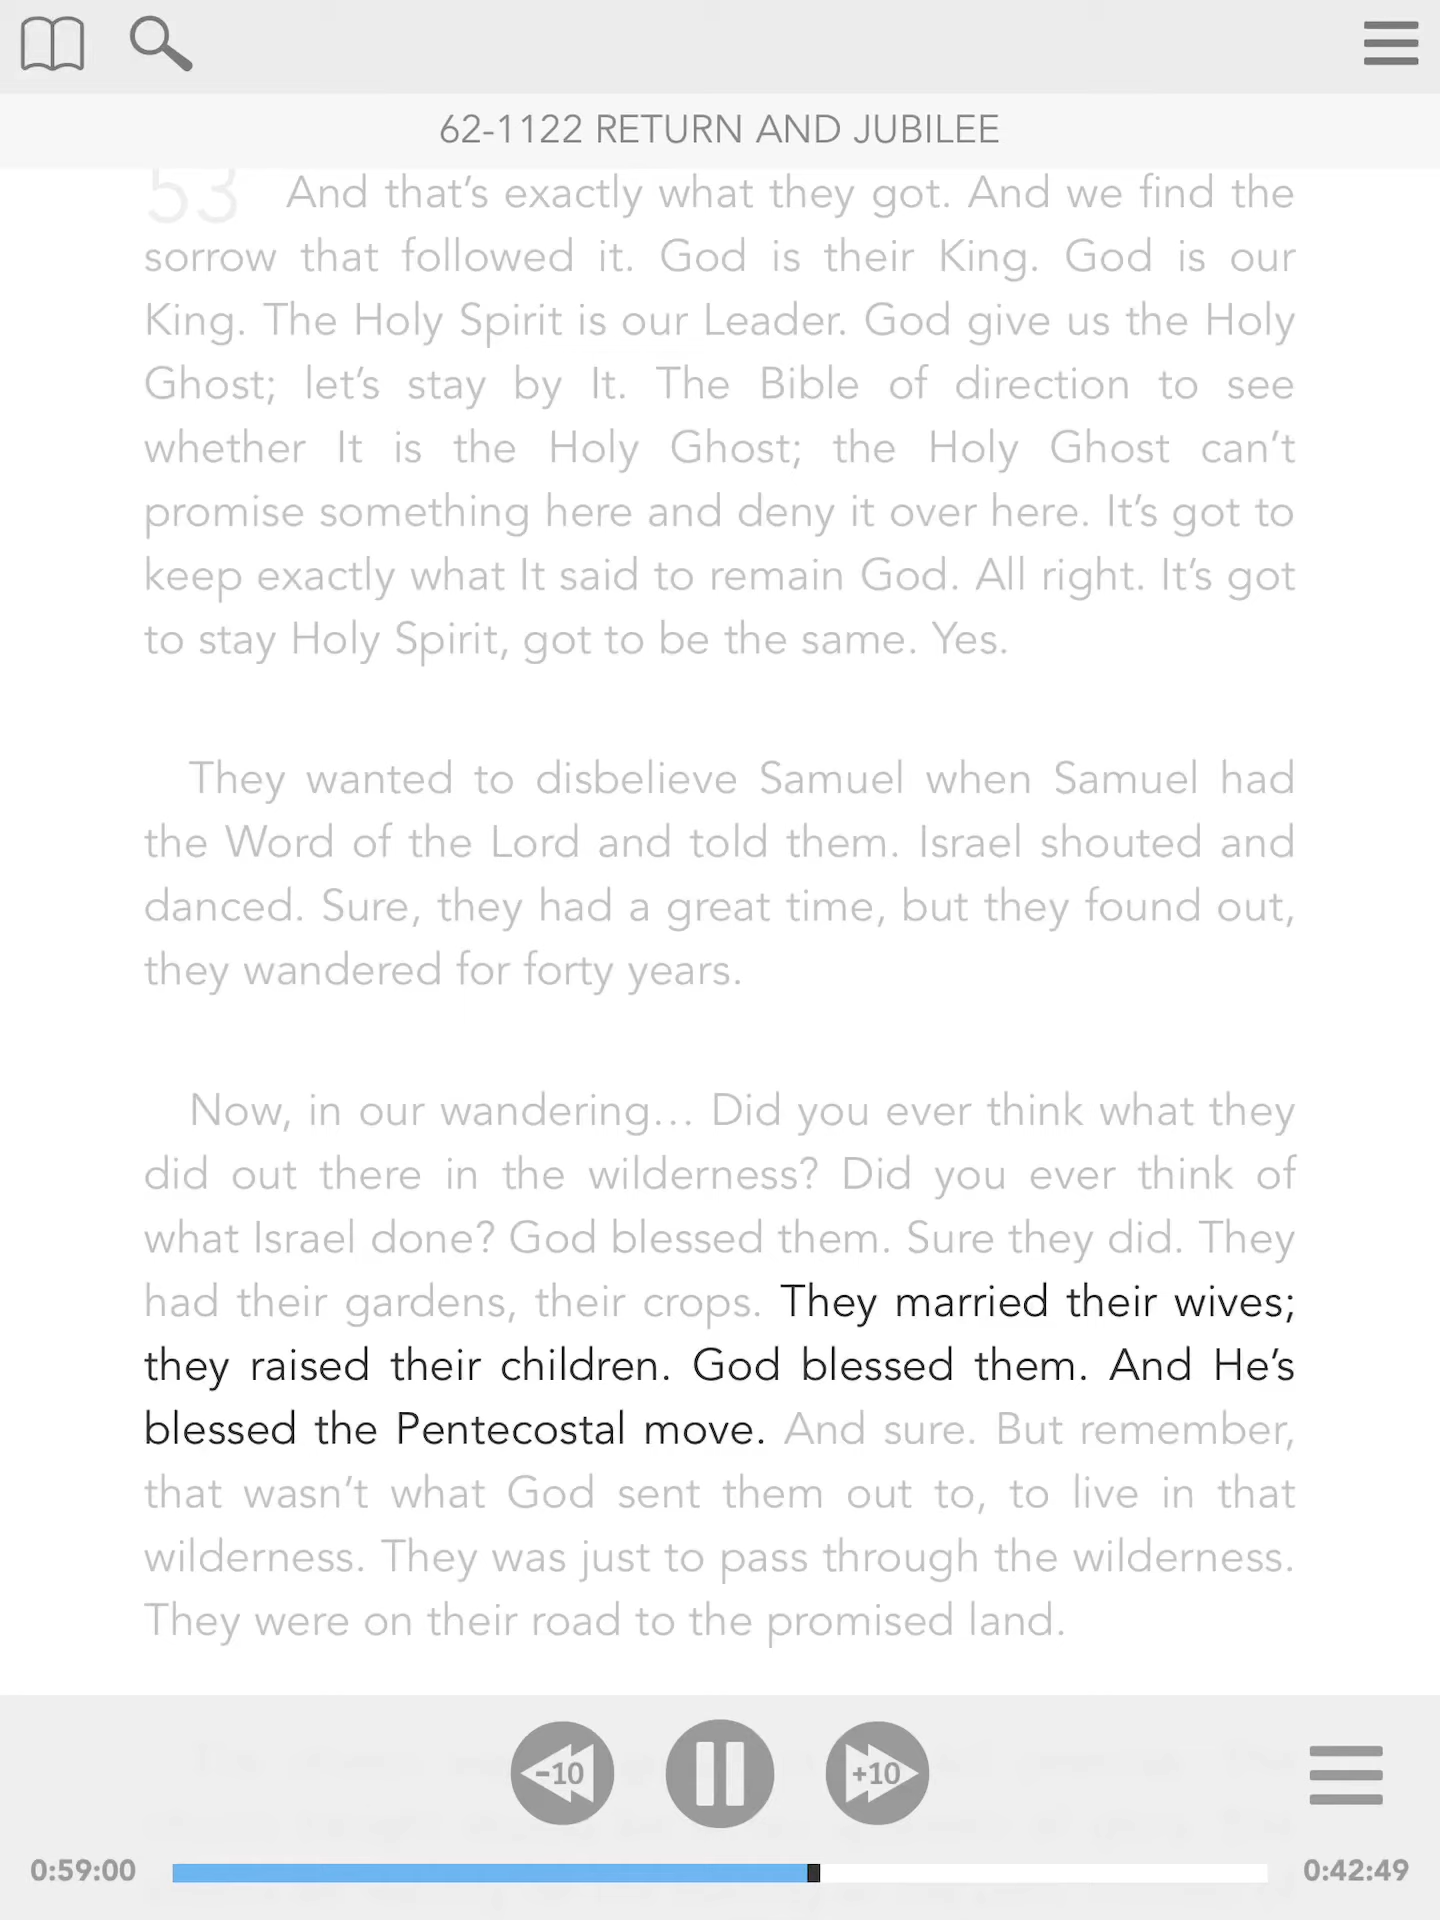 62-1122 RETURN AND JUBILEE
53 And that’s exactly what they got. And we find the
sorrow that followed it. God is their King. God is our
King. The Holy Spirit is our Leader. God give us the Holy
Ghost; let’s stay by It. The Bible of direction to see
whether It is the Holy Ghost; the Holy Ghost can’t
promise something here and deny it over here. It’s got to
keep exactly what It said to remain God. All right. It’s got
to stay Holy Spirit, got to be the same. Yes.
They wanted to disbelieve Samuel when Samuel had
the Word of the Lord and told them. Israel shouted and
danced. Sure, they had a great time, but they found out,
they wandered for forty years.
Now, in our wandering… Did you ever think what they
did out there in the wilderness? Did you ever think of
what Israel done? God blessed them. Sure they did. They
had their gardens, their crops. They married their wives;
they raised their children. God blessed them. And He’s
blessed the Pentecostal move. And sure. But remember,
that wasn’t what God sent them out to, to live in that
wilderness. They was just to pass through the wilderness.
They were on their road to the promised land.
-10 +10
0:59:00 0:42:49